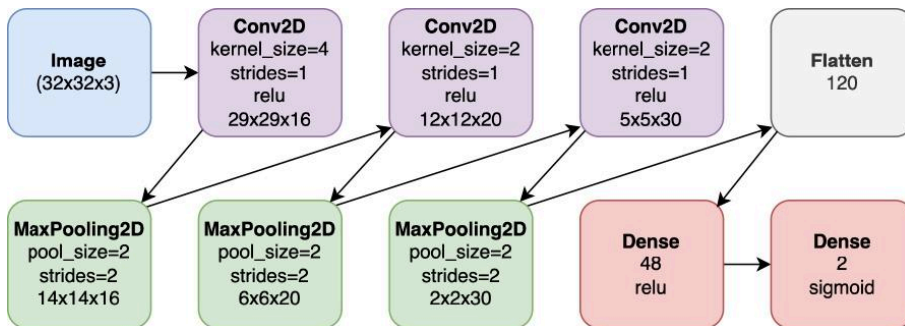 Image
(32x32x3)
Conv2D
kernel_size=4
strides=1
relu
29x29x16
Conv2D
kernel_size=2
strides=1
relu
12x12x20
Conv2D
kernel_size=2
strides=1
relu
5x5x30
Flatten
120
MaxPooling2D
pool_size=2
strides=2
14x14x16
MaxPooling2D
pool_size=2
strides=2
6x6x20
MaxPooling2D
pool_size=2
strides=2
2x2x30
Dense
48
relu
Dense
2
sigmoid